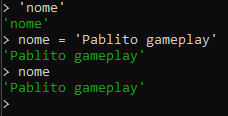 > 'nome'
'nome'
> nome = 'Pablito gameplay'
'Pablito gameplay'
> nome
'Pablito gameplay'
>